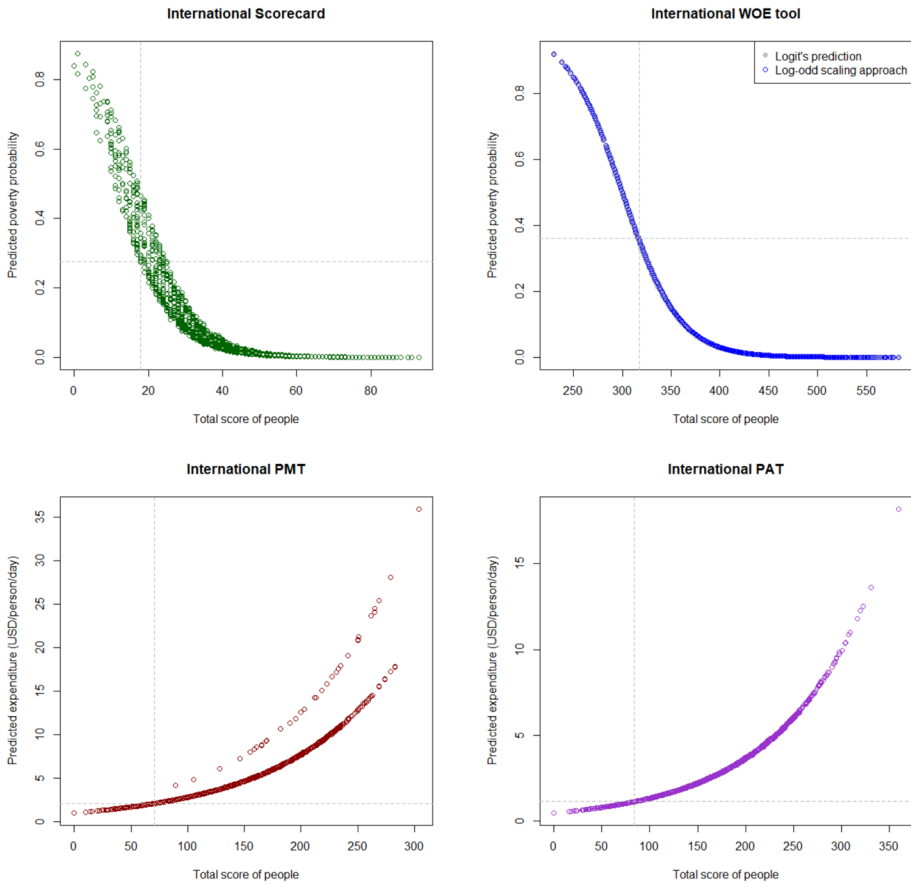 International Scorecard
Predicted poverty probability
0.8
0.6
0.4
0.2
0.0
0 20 40 60 80
Total score of people
International WOE tool
Logit's prediction
Log-odd scaling approach
Predicted poverty probability
0.8
0.6
0.4
0.2
0.0
250 300 350 400 450 500 550
Total score of people
International PMT
Predicted expenditure (USD/person/day)
35
30
25
20
15
10
5
0
0 50 100 150 200 250 300
Total score of people
International PAT
Predicted expenditure (USD/person/day)
15
10
5
0
0 50 100 150 200 250 300 350
Total score of people